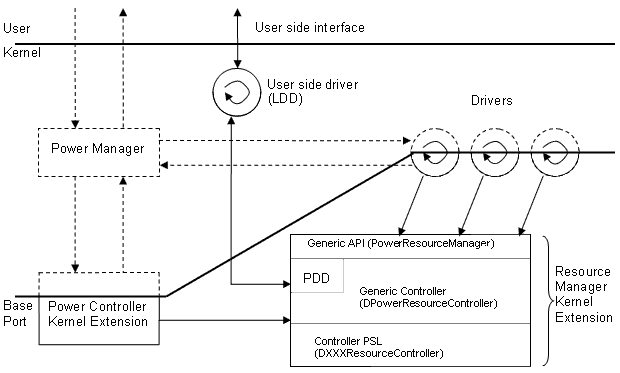 User
User side interface
Kernel
User side driver
(LDD)
Drivers
Power Manager
Generic API (PowerResourceManager)
PDD
Generic Controller
(DPowerResourceController)
Resource
Manager
Kernel
Extension
Base
Port
Power Controller
Kernel Extension
Controller PSL
(DXXXResourceController)